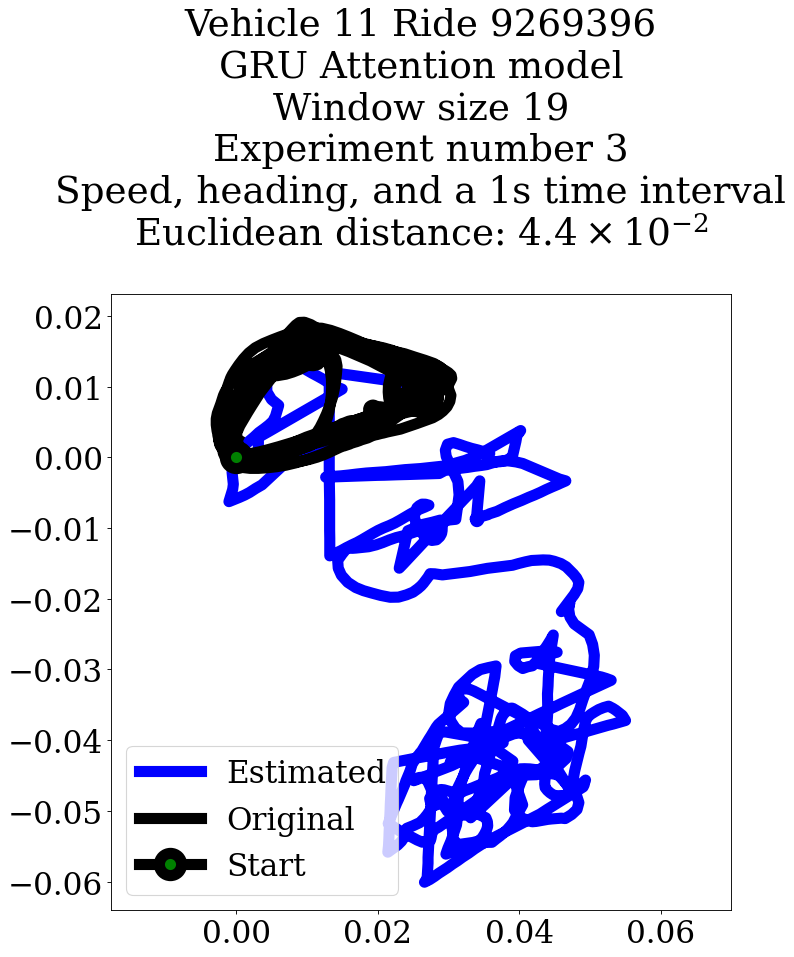 Vehicle 11 Ride 9269396
GRU Attention model
Window size 19
Experiment number 3
Speed, heading, and a 1s time interval
Euclidean distance: 4.4 × 10⁻²
0.02
0.01
0.00
−0.01
−0.02
−0.03
−0.04
−0.05
−0.06
Estimated
Original
Start
0.00 0.02 0.04 0.06